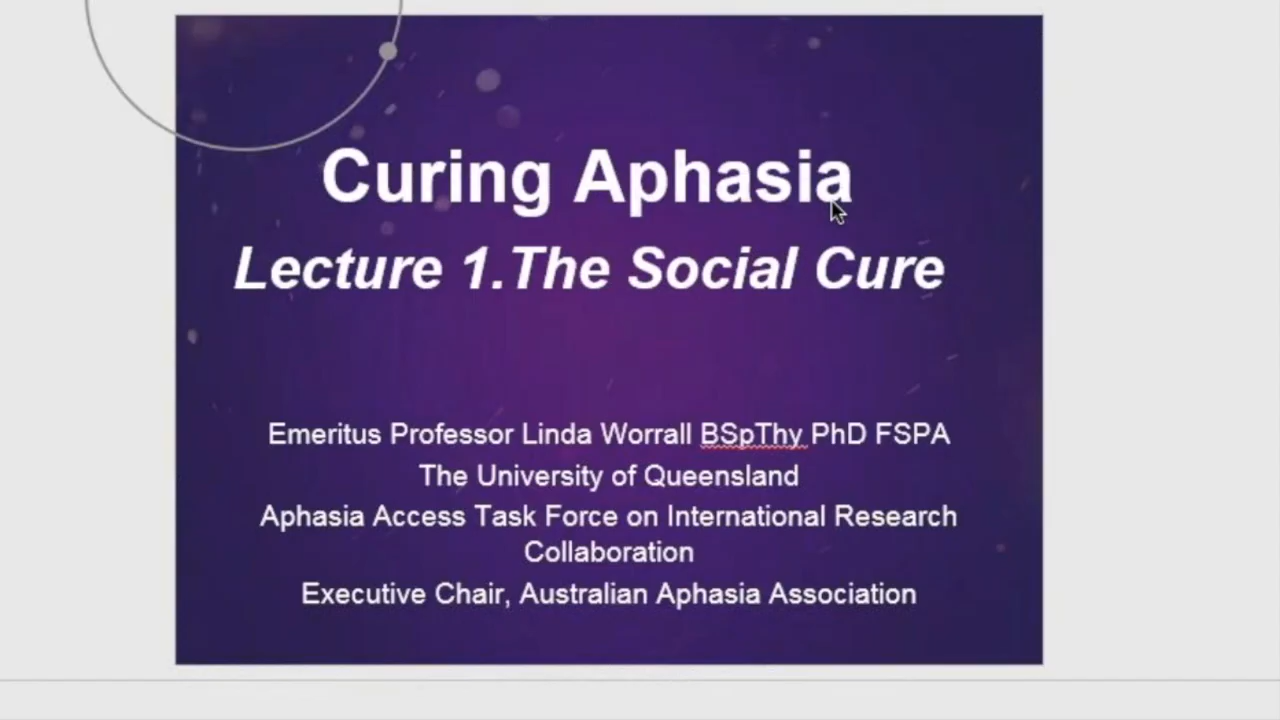 Curing Aphasia
Lecture 1.The Social Cure
Emeritus Professor Linda Worrall BSpThy PhD FSPA
The University of Queensland
Aphasia Access Task Force on International Research
Collaboration
Executive Chair, Australian Aphasia Association